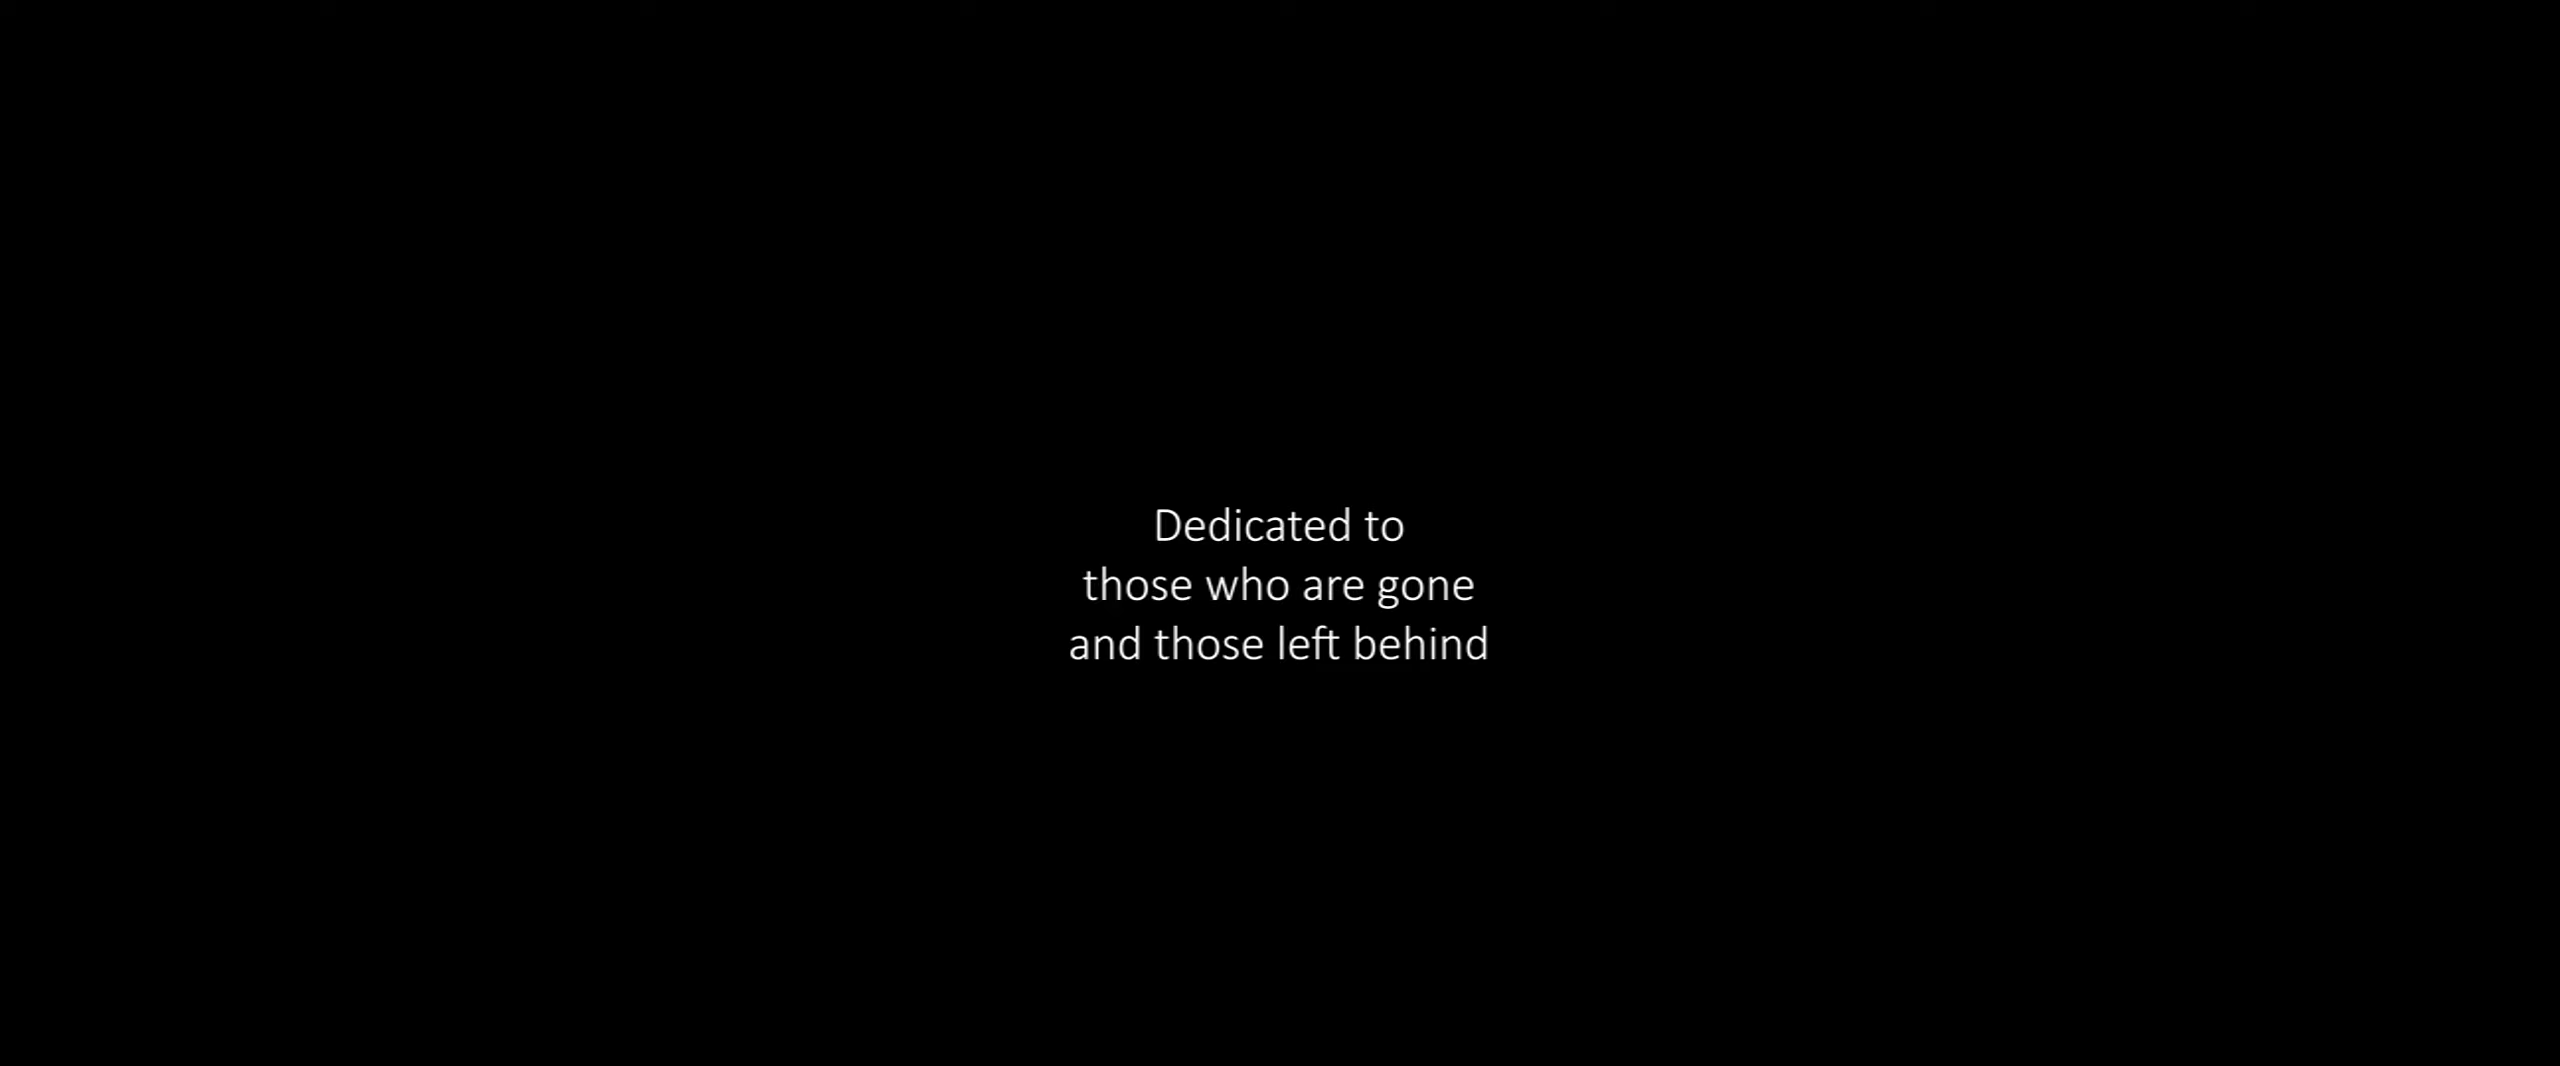 Dedicated to
those who are gone
and those left behind